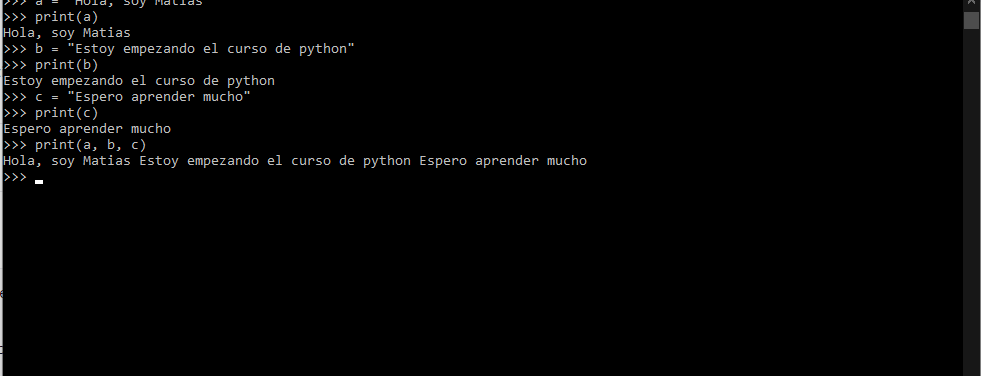 >>> a = "Hola, soy Matias"
>>> print(a)
Hola, soy Matias
>>> b = "Estoy empezando el curso de python"
>>> print(b)
Estoy empezando el curso de python
>>> c = "Espero aprender mucho"
>>> print(c)
Espero aprender mucho
>>> print(a, b, c)
Hola, soy Matias Estoy empezando el curso de python Espero aprender mucho
>>>